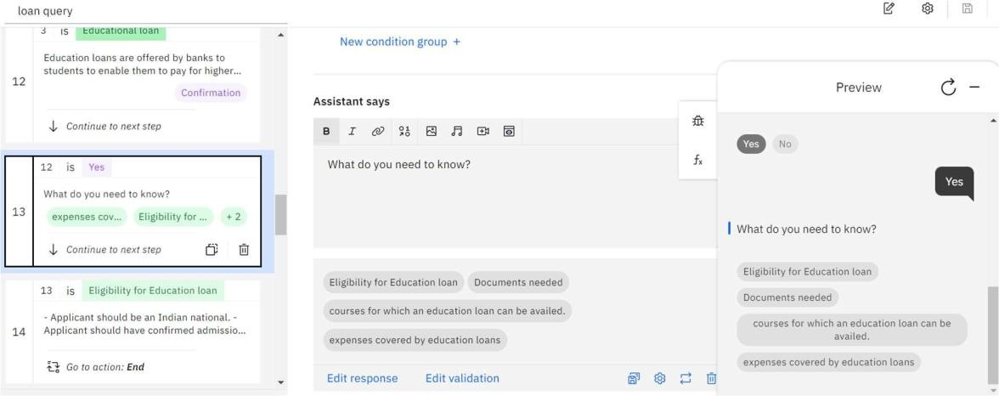 loan query
3 is Educational loan
12
Education loans are offered by banks to
students to enable them to pay for higher...
Confirmation
Continue to next step
12 is Yes
13
What do you need to know?
expenses cov... Eligibility for ... + 2
Continue to next step
13 is Eligibility for Education loan
14
- Applicant should be an Indian national. -
Applicant should have confirmed admissio...
Go to action: End
New condition group +
Assistant says
B I
What do you need to know?
fx
Eligibility for Education loan Documents needed
courses for which an education loan can be availed.
expenses covered by education loans
Edit response Edit validation
Preview
Yes No
Yes
What do you need to know?
Eligibility for Education loan
Documents needed
courses for which an education loan can be
availed.
expenses covered by education loans